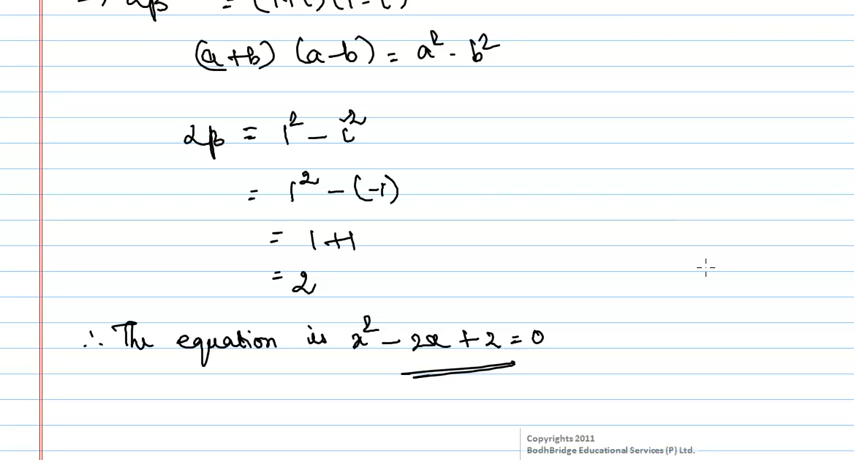 (a+b) (a-b) = a² - b²
αβ = 1² - i²
= 1² - (-1)
= 1+1
= 2
∴ The equation is x² - 2x + 2 = 0
Copyrights 2011
BodhBridge Educational Services (P) Ltd.